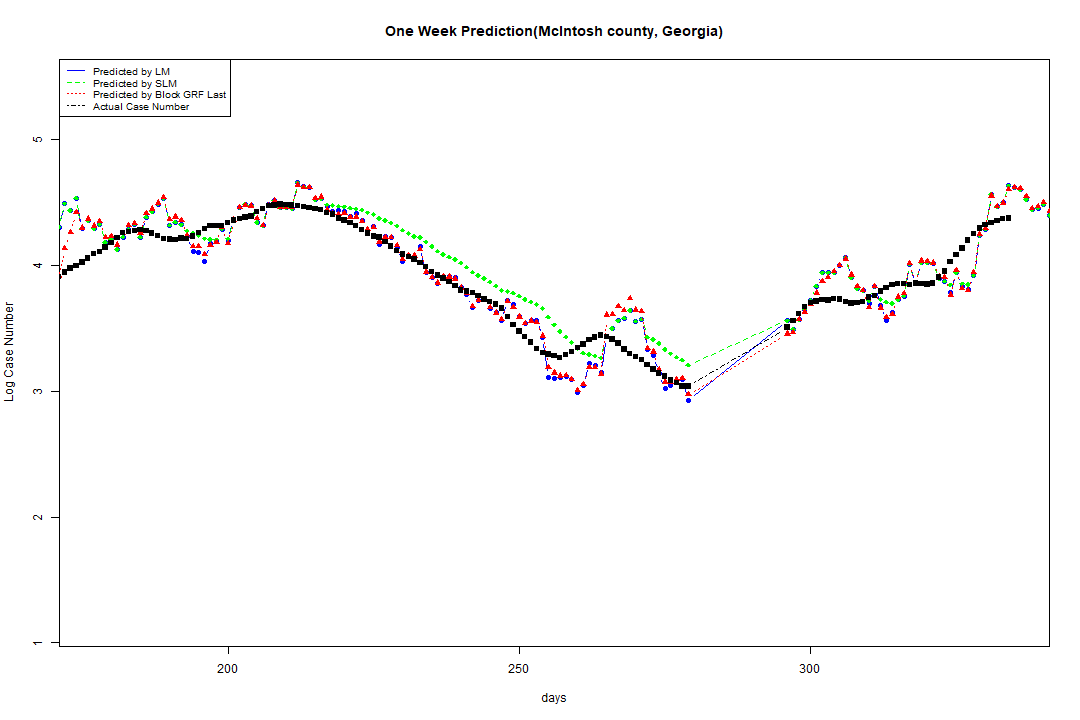 One Week Prediction(McIntosh county, Georgia)
Predicted by LM
Predicted by SLM
Predicted by Block GRF Last
Actual Case Number
5
4
3
2
1
Log Case Number
200 250 300
days